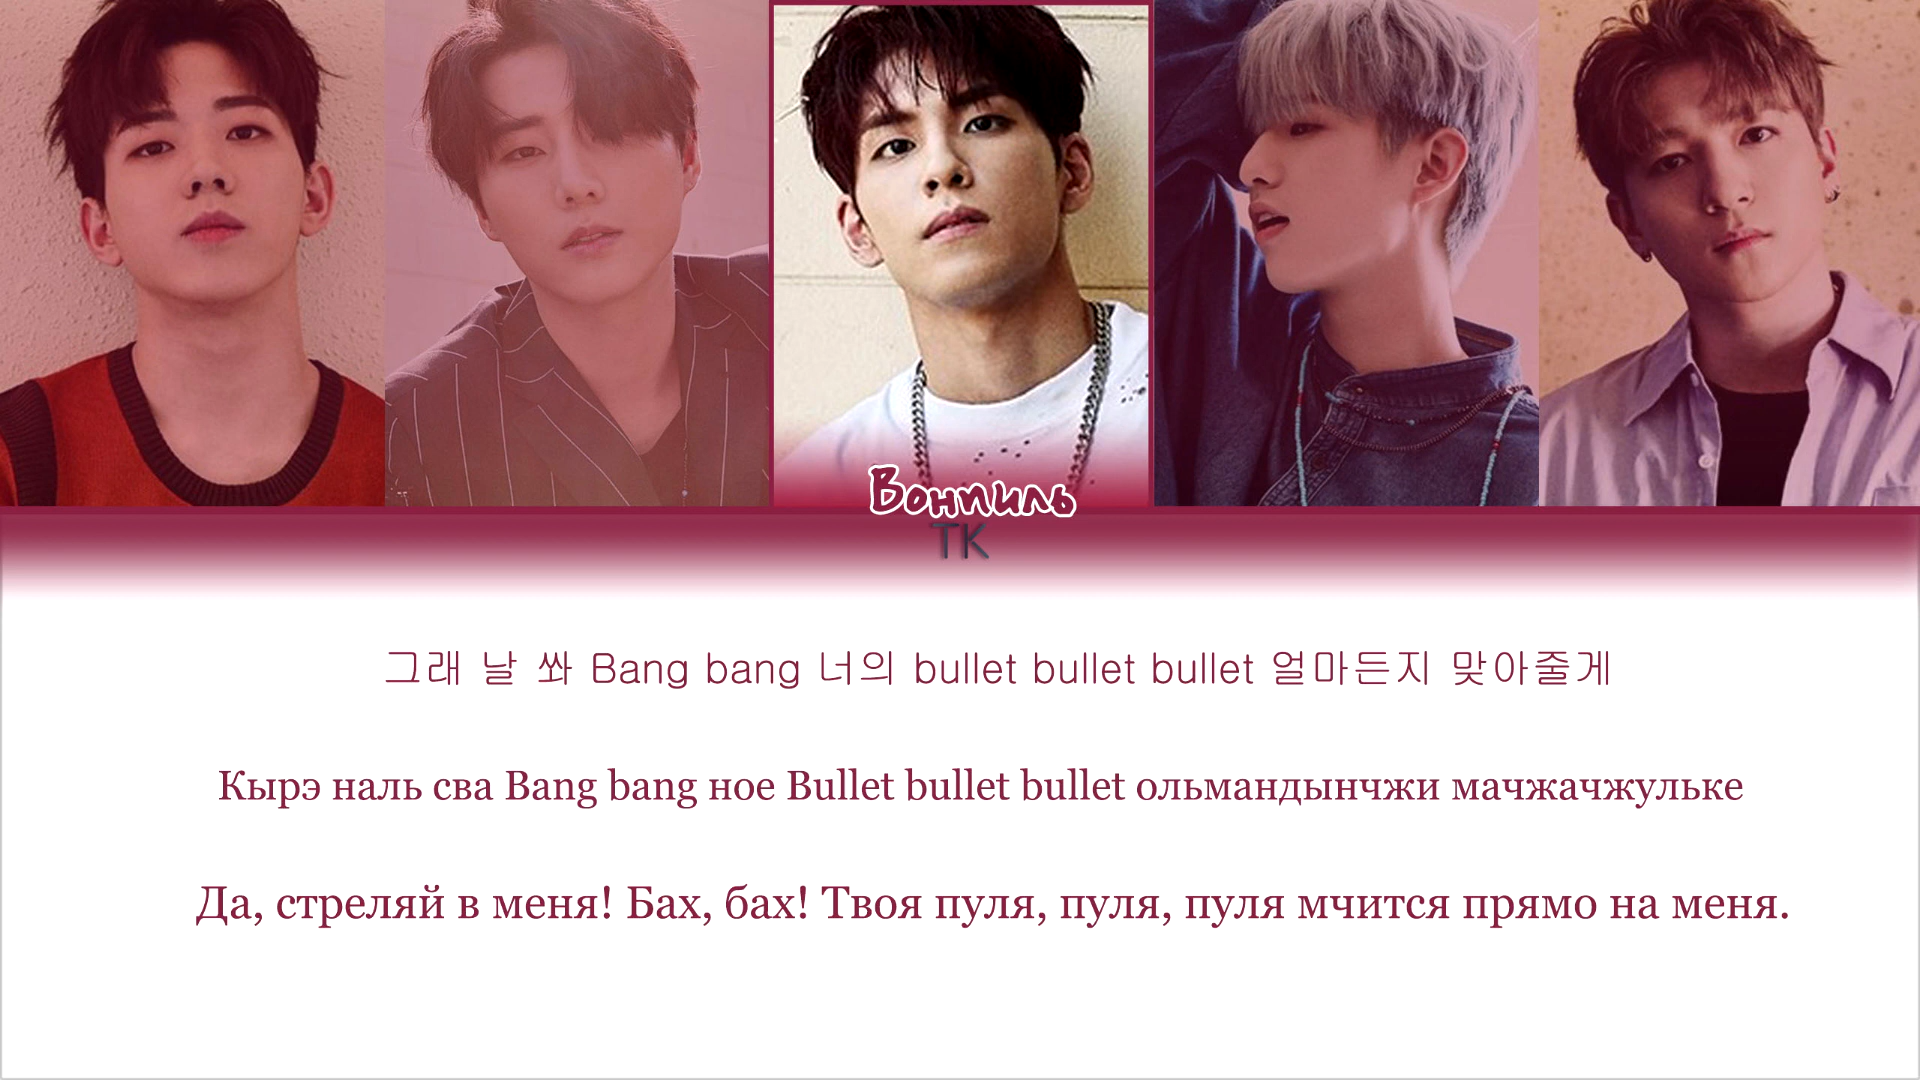 Вонпиль
TK
그래 날 쏴 Bang bang 너의 bullet bullet bullet 얼마든지 맞아줄게
Кырэ наль сва Bang bang ное Bullet bullet bullet ольмандынчжи мачжачжульке
Да, стреляй в меня! Бах, бах! Твоя пуля, пуля, пуля мчится прямо на меня.